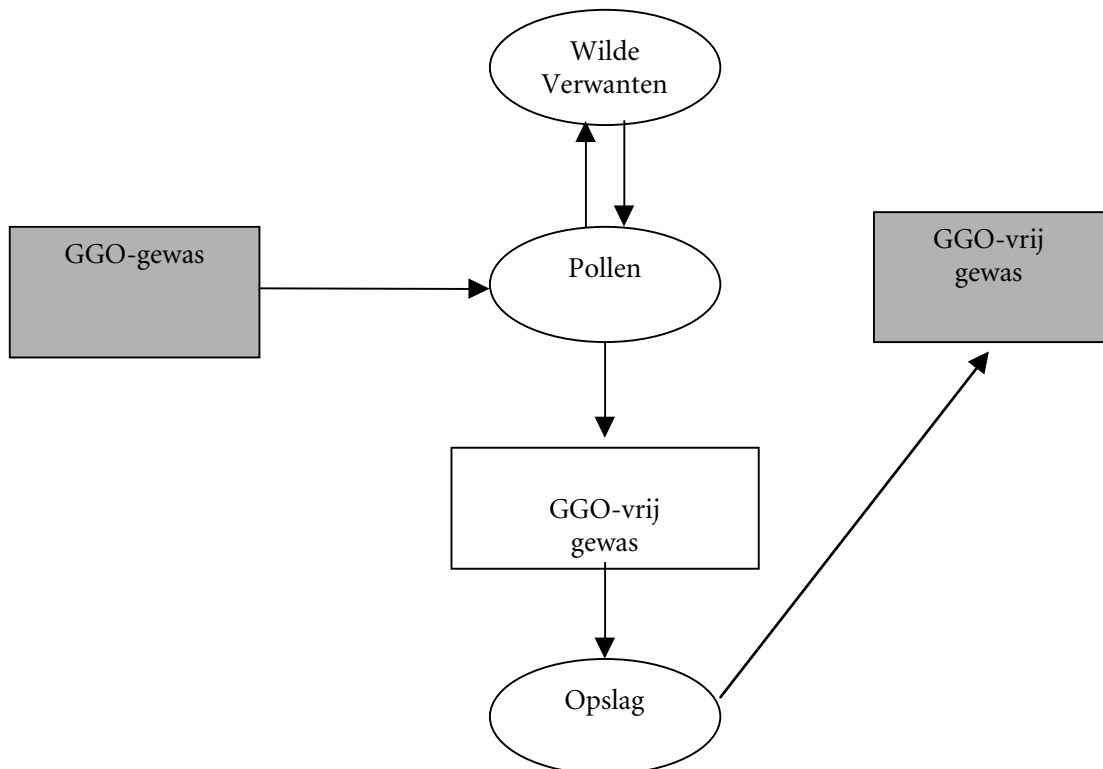 Wilde
Verwanten
GGO-gewas
Pollen
GGO-vrij
gewas
GGO-vrij
gewas
Opslag